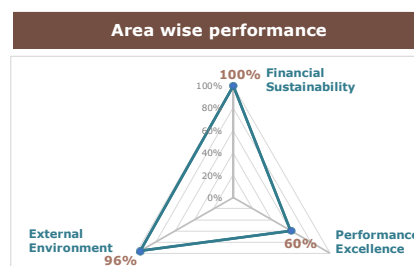 Area wise performance
100%
Financial
Sustainability
100%
80%
60%
40%
20%
0%
External
Environment
96%
60%
Performance
Excellence